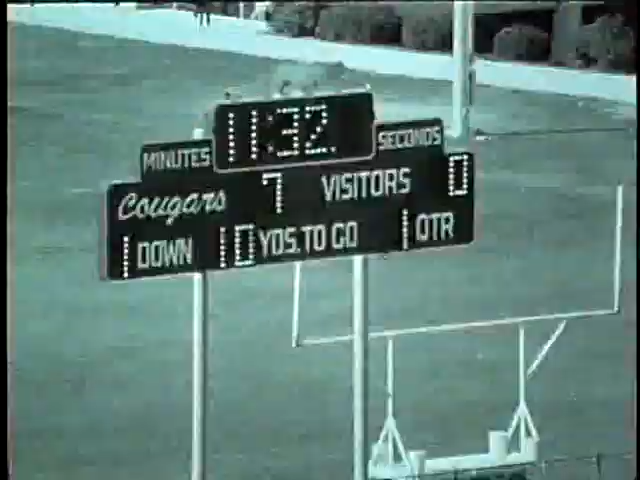 11:32
MINUTES SECONDS
Cougars 7 VISITORS 0
1 DOWN 10 YDS. TO GO 1 QTR